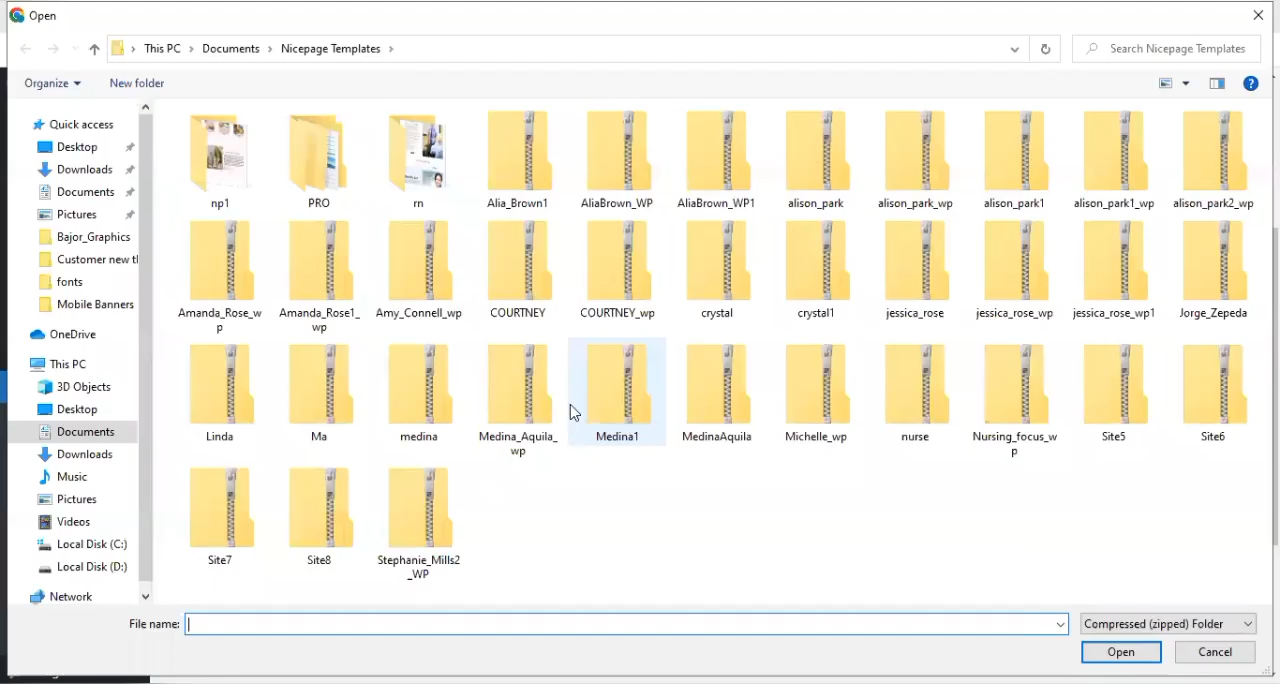 Open
This PC > Documents > Nicepage Templates >
Search Nicepage Templates
Organize
New folder
Quick access
Desktop
Downloads
Documents
Pictures
Bajor_Graphics
Customer new t
fonts
Mobile Banners
OneDrive
This PC
3D Objects
Desktop
Documents
Downloads
Music
Pictures
Videos
Local Disk (C:)
Local Disk (D:)
Network
np1
PRO
rn
Alia_Brown1
AliaBrown_WP
AliaBrown_WP1
alison_park
alison_park_wp
alison_park1
alison_park1_wp
alison_park2_wp
Amanda_Rose_w
p
Amanda_Rose1_
wp
Amy_Connell_wp
COURTNEY
COURTNEY_wp
crystal
crystal1
jessica_rose
jessica_rose_wp
jessica_rose_wp1
Jorge_Zepeda
Linda
Ma
medina
Medina_Aquila_
wp
Medina1
MedinaAquila
Michelle_wp
nurse
Nursing_focus_w
p
Site5
Site6
Site7
Site8
Stephanie_Mills2
_WP
File name:
Compressed (zipped) Folder
Open
Cancel